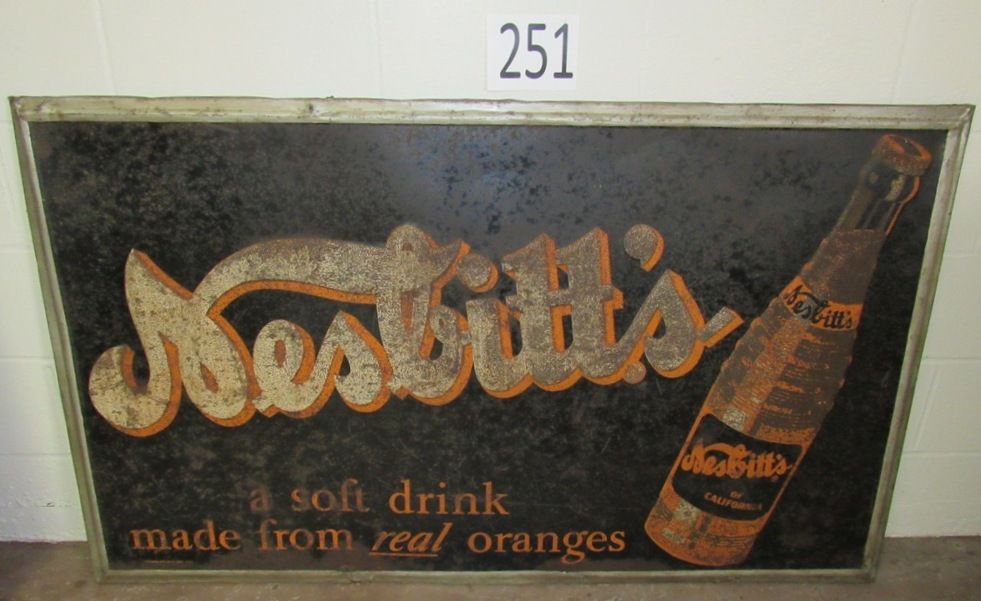 251
Nesbitt's
a soft drink
made from real oranges
Nesbitt's
Nesbitt's
OF
CALIFORNIA